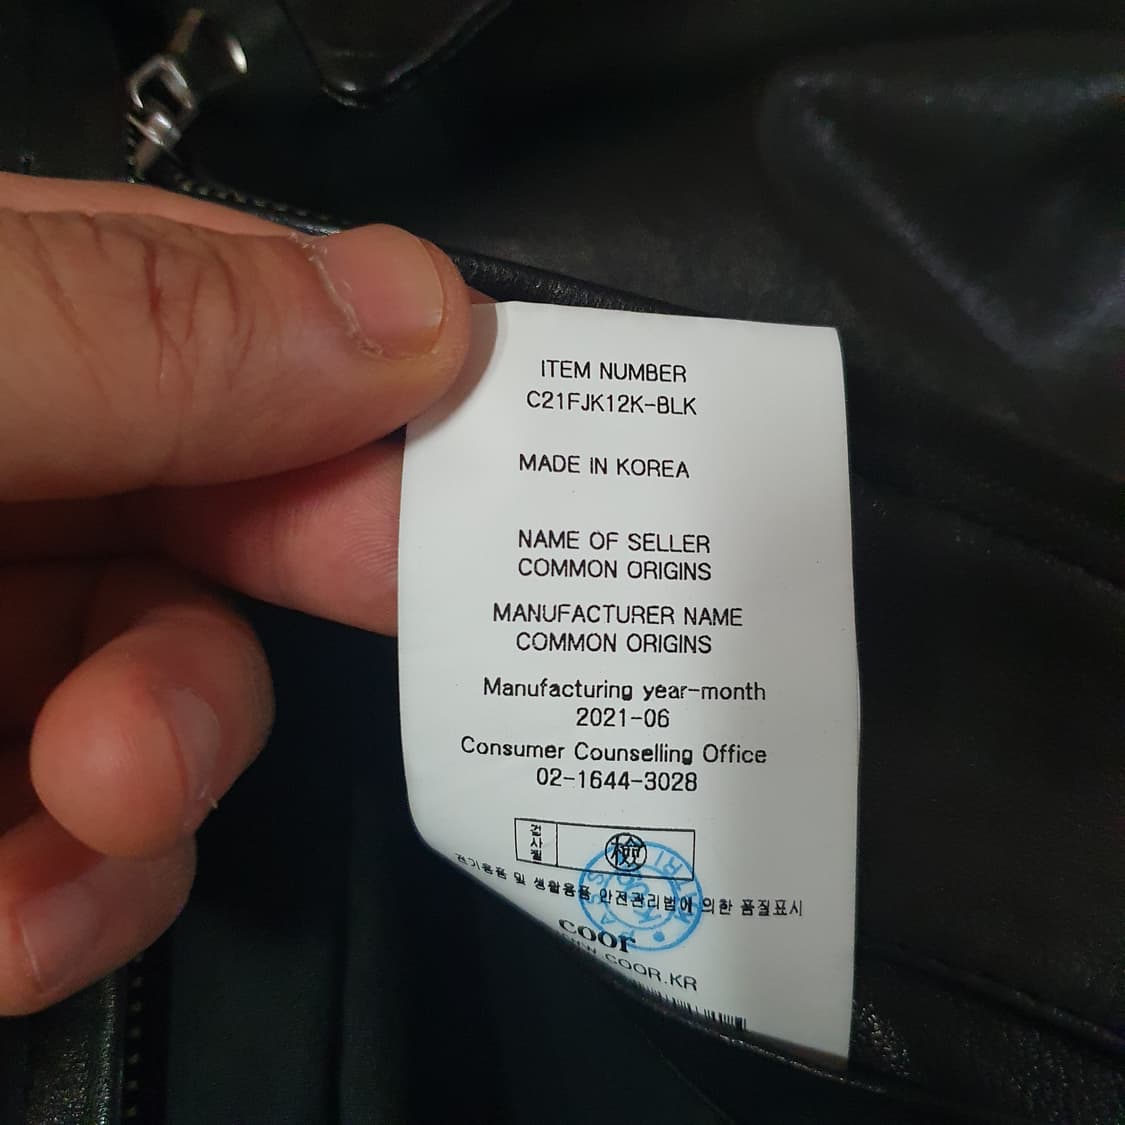 ITEM NUMBER
C21FJK12K-BLK
MADE IN KOREA
NAME OF SELLER
COMMON ORIGINS
MANUFACTURER NAME
COMMON ORIGINS
Manufacturing year-month
2021-06
Consumer Counselling Office
02-1644-3028
검사필 檢
전기용품 및 생활용품 안전관리법에 의한 품질표시
coor
WWW.COOR.KR